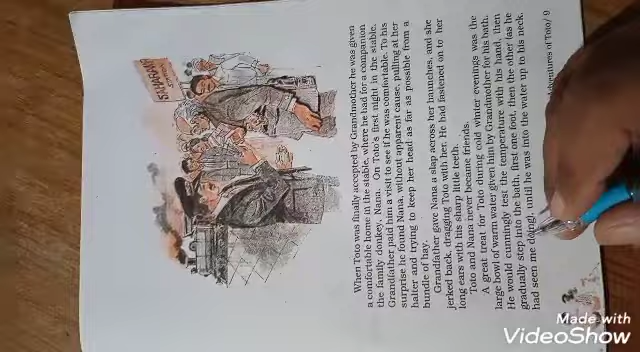 SAHARAN
When Toto was finally accepted by Grandmother he was given
a comfortable home in the stable, where he had for a companion
the family donkey, Nana. On Toto's first night in the stable,
Grandfather paid him a visit to see if he was comfortable. To his
surprise he found Nana, without apparent cause, pulling at her
halter and trying to keep her head as far as possible from a
bundle of hay.
Grandfather gave Nana a slap across her haunches, and she
jerked back, dragging Toto with her. He had fastened on to her
long ears with his sharp little teeth.
Toto and Nana never became friends.
A great treat for Toto during cold winter evenings was the
large bowl of warm water given him by Grandmother for his bath.
He would cunningly test the temperature with his hand, then
gradually step into the bath, first one foot, then the other (as he
had seen me doing), until he was into the water up to his neck.
dventures of Toto/ 9
Made with
VideoShow